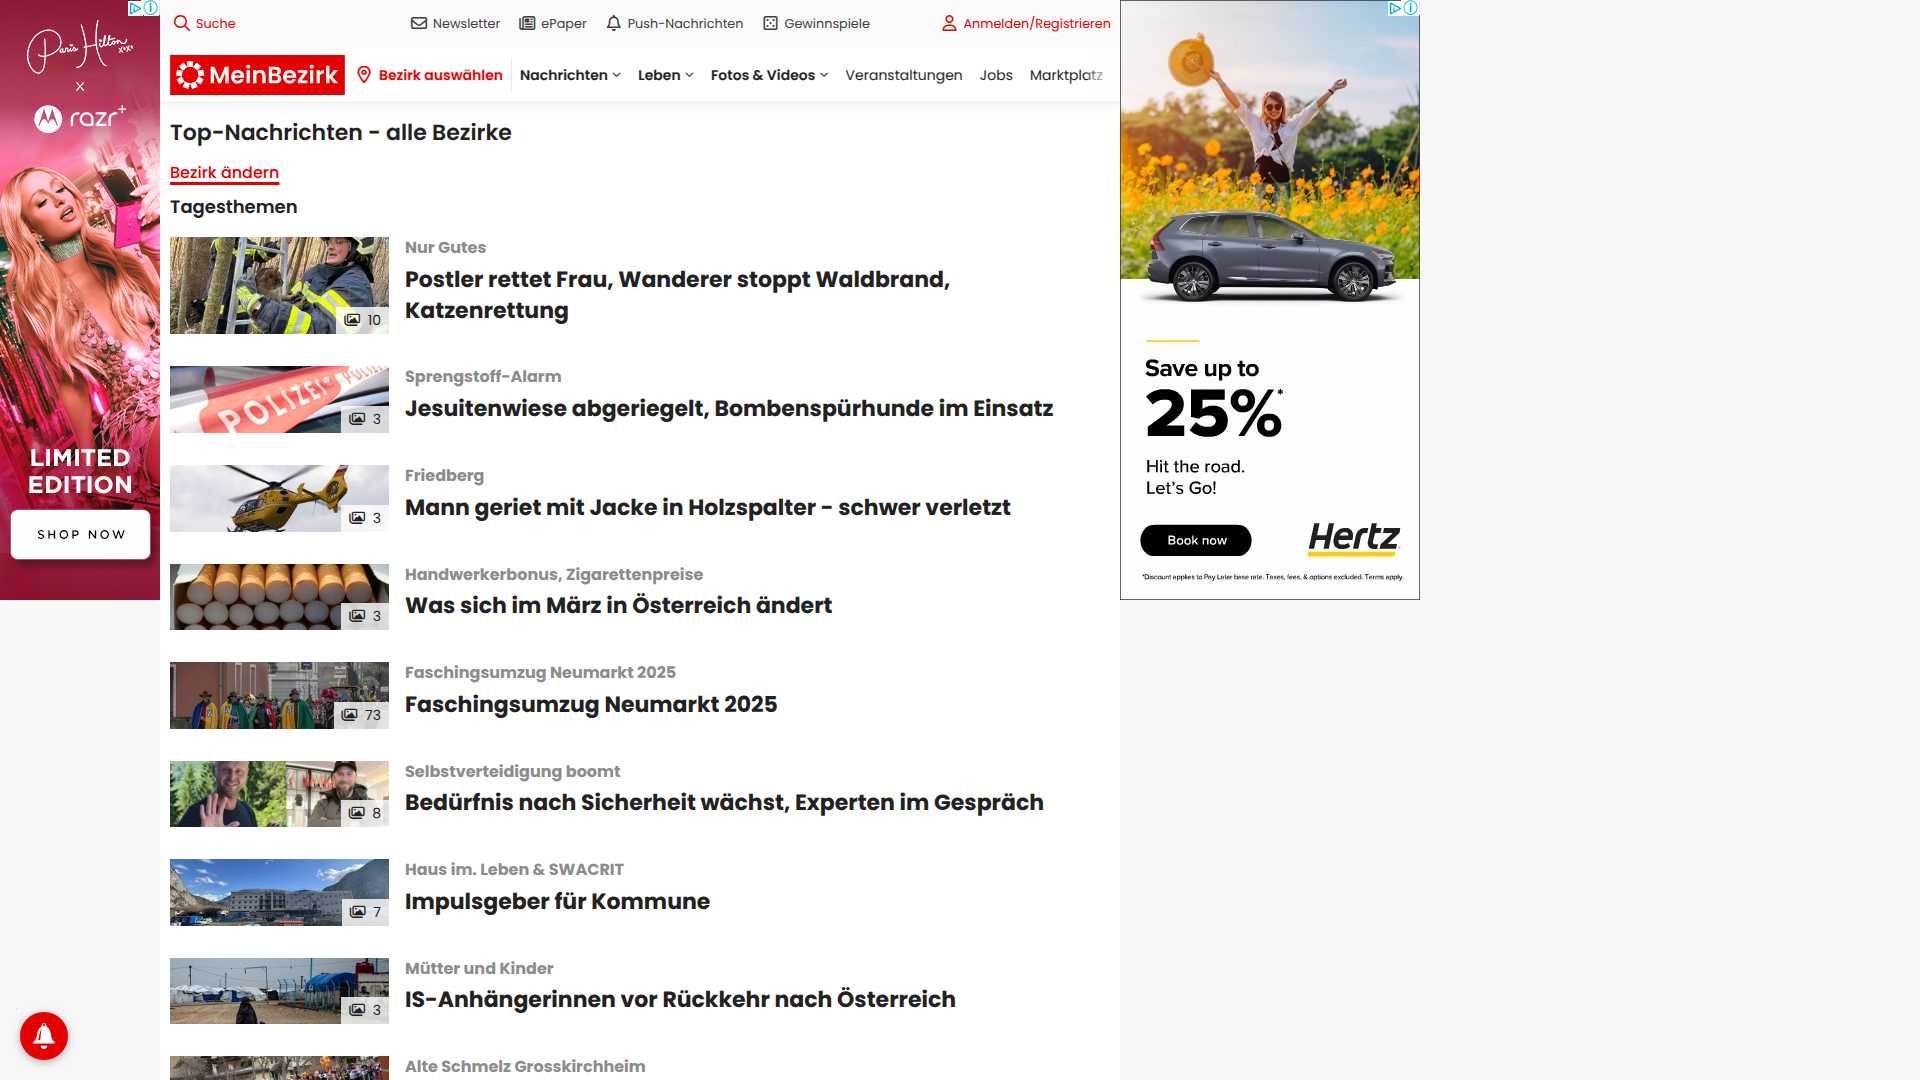 Paris Hilton
xoxo
X
razr+
LIMITED
EDITION
SHOP NOW
Suche
Newsletter
ePaper
Push-Nachrichten
Gewinnspiele
Anmelden/Registrieren
MeinBezirk
Bezirk auswählen
Nachrichten
Leben
Fotos & Videos
Veranstaltungen
Jobs
Marktplatz
Top-Nachrichten - alle Bezirke
Bezirk ändern
Tagesthemen
10
Nur Gutes
Postler rettet Frau, Wanderer stoppt Waldbrand,
Katzenrettung
POLIZEI
3
Sprengstoff-Alarm
Jesuitenwiese abgeriegelt, Bombenspürhunde im Einsatz
3
Friedberg
Mann geriet mit Jacke in Holzspalter - schwer verletzt
3
Handwerkerbonus, Zigarettenpreise
Was sich im März in Österreich ändert
73
Faschingsumzug Neumarkt 2025
Faschingsumzug Neumarkt 2025
8
Selbstverteidigung boomt
Bedürfnis nach Sicherheit wächst, Experten im Gespräch
7
Haus im. Leben & SWACRIT
Impulsgeber für Kommune
3
Mütter und Kinder
IS-Anhängerinnen vor Rückkehr nach Österreich
Alte Schmelz Grosskirchheim
Save up to
25%*
Hit the road.
Let's Go!
Book now
Hertz
*Discount applies to Pay Later base rate. Taxes, fees, & options excluded. Terms apply.